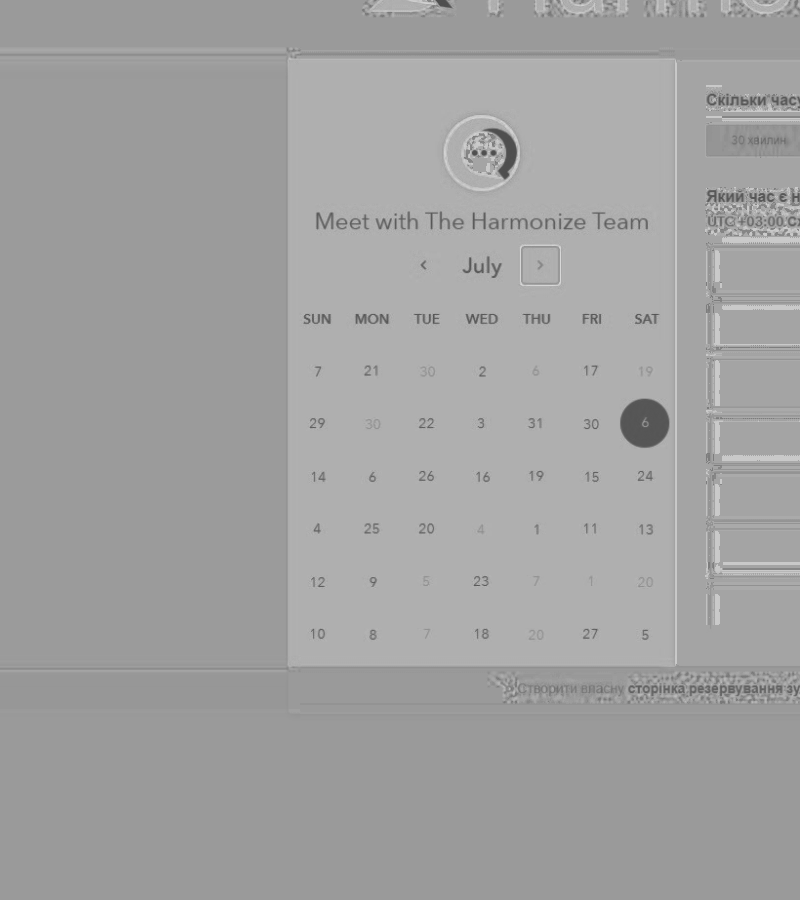 Скільки часу
30 хвилин
Meet with The Harmonize Team
Який час є
UTC +03:00
‹ July ›
SUN MON TUE WED THU FRI SAT
7 21 30 2 6 17 19
29 30 22 3 31 30 6
14 6 26 16 19 15 24
4 25 20 4 1 11 13
12 9 5 23 7 1 20
10 8 7 18 20 27 5
Створити власну сторінка резервування